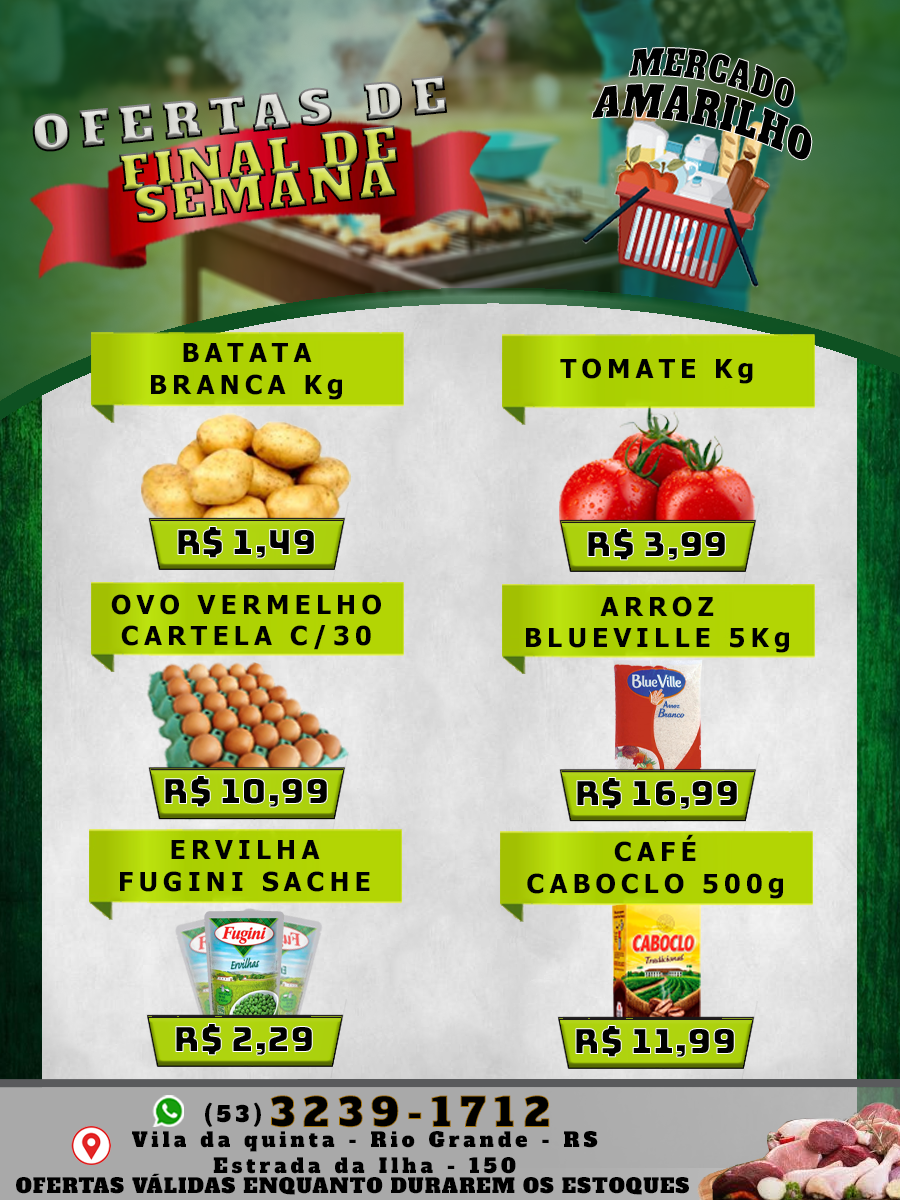 OFERTAS DE
FINAL DE
SEMANA
MERCADO
AMARILHO
BATATA
BRANCA Kg
R$ 1,49
TOMATE Kg
R$ 3,99
OVO VERMELHO
CARTELA C/30
R$ 10,99
ARROZ
BLUEVILLE 5Kg
BlueVille
Arroz
Branco
R$ 16,99
ERVILHA
FUGINI SACHE
Fugini
Ervilhas
R$ 2,29
CAFÉ
CABOCLO 500g
CABOCLO
Tradicional
R$ 11,99
(53) 3239-1712
Vila da quinta - Rio Grande - RS
Estrada da Ilha - 150
OFERTAS VÁLIDAS ENQUANTO DURAREM OS ESTOQUES